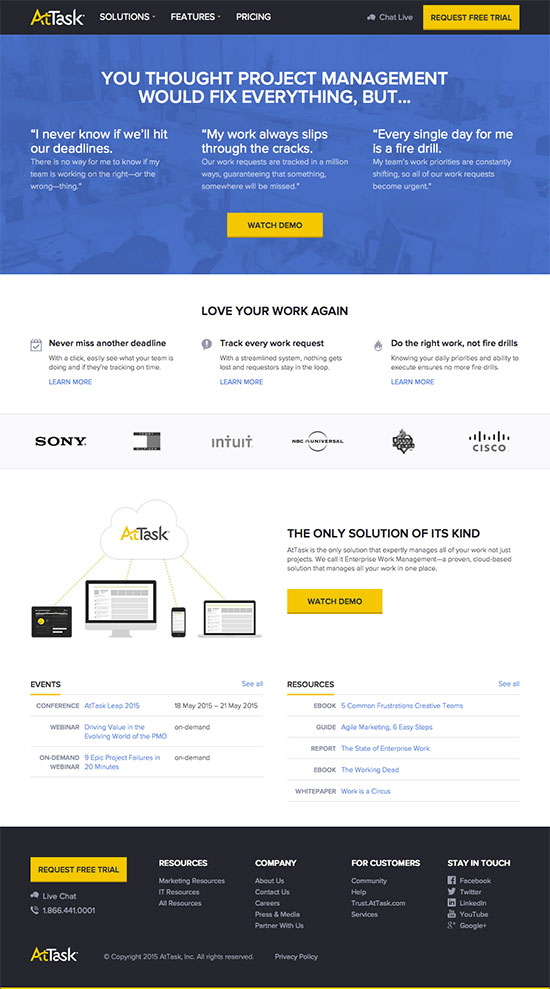 AtTask
SOLUTIONS
FEATURES
PRICING
Chat Live
REQUEST FREE TRIAL
YOU THOUGHT PROJECT MANAGEMENT
WOULD FIX EVERYTHING, BUT...
“I never know if we’ll hit
our deadlines.
There is no way for me to know if my
team is working on the right—or the
wrong—thing.”
“My work always slips
through the cracks.
Our work requests are tracked in a million
ways, guaranteeing that something,
somewhere will be missed.”
“Every single day for me
is a fire drill.
My team’s work priorities are constantly
shifting, so all of our work requests
become urgent.”
WATCH DEMO
LOVE YOUR WORK AGAIN
Never miss another deadline
With a click, easily see what your team is
doing and if they're tracking on time.
LEARN MORE
Track every work request
With a streamlined system, nothing gets
lost and requestors stay in the loop.
LEARN MORE
Do the right work, not fire drills
Knowing your daily priorities and ability to
execute ensures no more fire drills.
LEARN MORE
SONY
TOMMY
HILFIGER
intuit
NBC UNIVERSAL
CISCO
AtTask
THE ONLY SOLUTION OF ITS KIND
AtTask is the only solution that expertly manages all of your work not just
projects. We call it Enterprise Work Management—a proven, cloud-based
solution that manages all your work in one place.
WATCH DEMO
EVENTS
See all
CONFERENCE AtTask Leap 2015 18 May 2015 – 21 May 2015
WEBINAR Driving Value in the on-demand
Evolving World of the PMO
ON-DEMAND 9 Epic Project Failures in on-demand
WEBINAR 20 Minutes
RESOURCES
See all
EBOOK 5 Common Frustrations Creative Teams
GUIDE Agile Marketing, 6 Easy Steps
REPORT The State of Enterprise Work
EBOOK The Working Dead
WHITEPAPER Work is a Circus
REQUEST FREE TRIAL
Live Chat
1.866.441.0001
RESOURCES
Marketing Resources
IT Resources
All Resources
COMPANY
About Us
Contact Us
Careers
Press & Media
Partner With Us
FOR CUSTOMERS
Community
Help
Trust.AtTask.com
Services
STAY IN TOUCH
Facebook
Twitter
LinkedIn
YouTube
Google+
AtTask
© Copyright 2015 AtTask, Inc. All rights reserved.
Privacy Policy